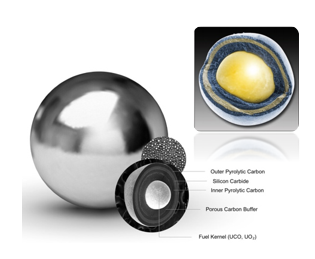 Outer Pyrolytic Carbon
Silicon Carbide
Inner Pyrolytic Carbon
Porous Carbon Buffer
Fuel Kernel (UCO, UO₂)